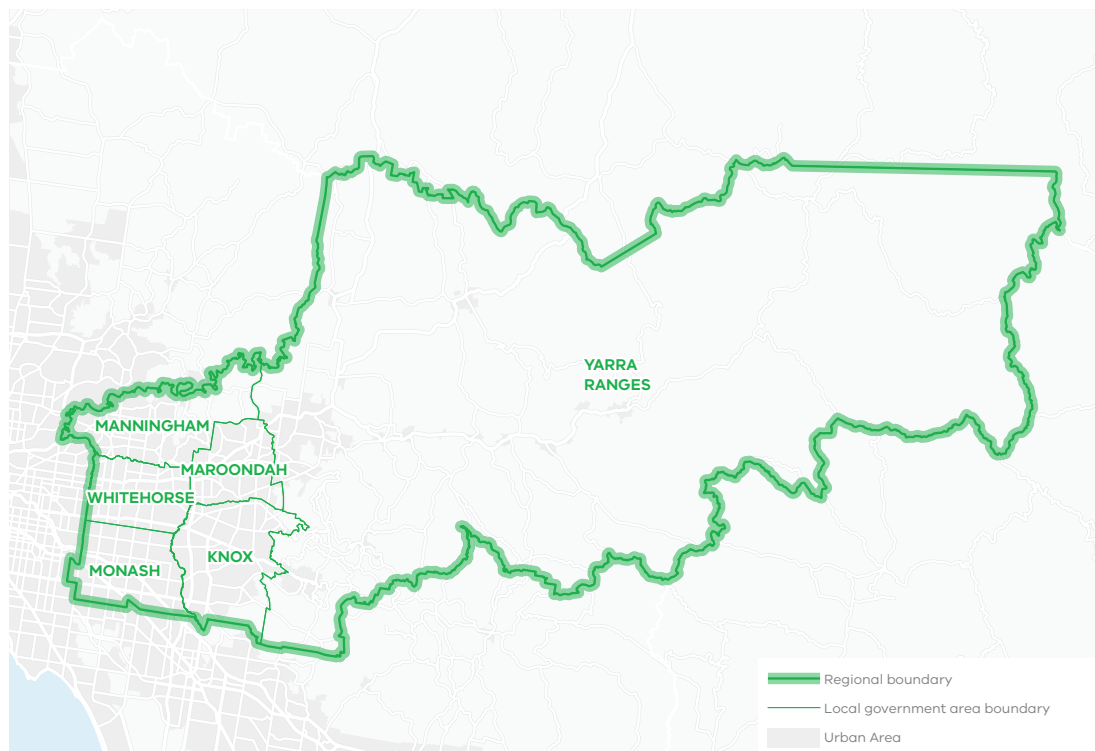 YARRA
RANGES
MANNINGHAM
MAROONDAH
WHITEHORSE
KNOX
MONASH
Regional boundary
Local government area boundary
Urban Area